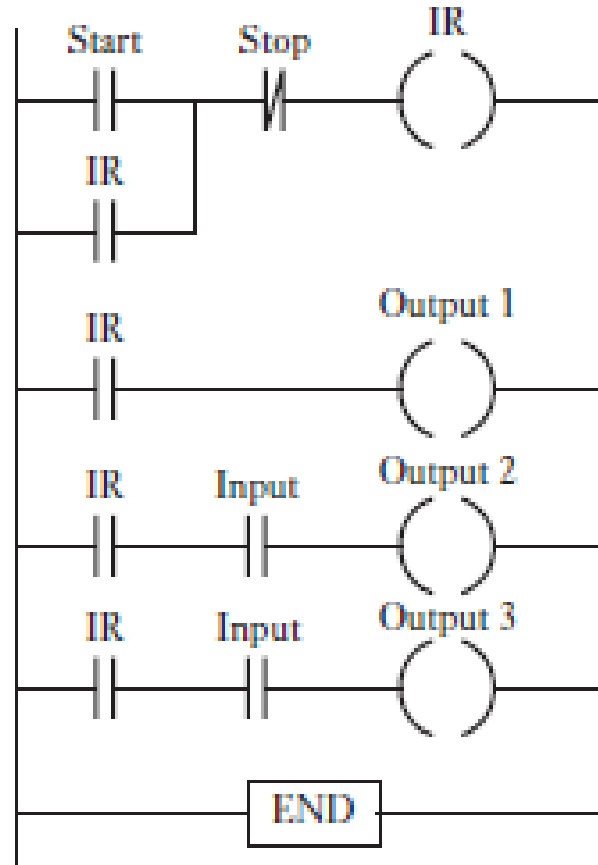 Start Stop IR
IR
IR Output 1
IR Input Output 2
IR Input Output 3
END